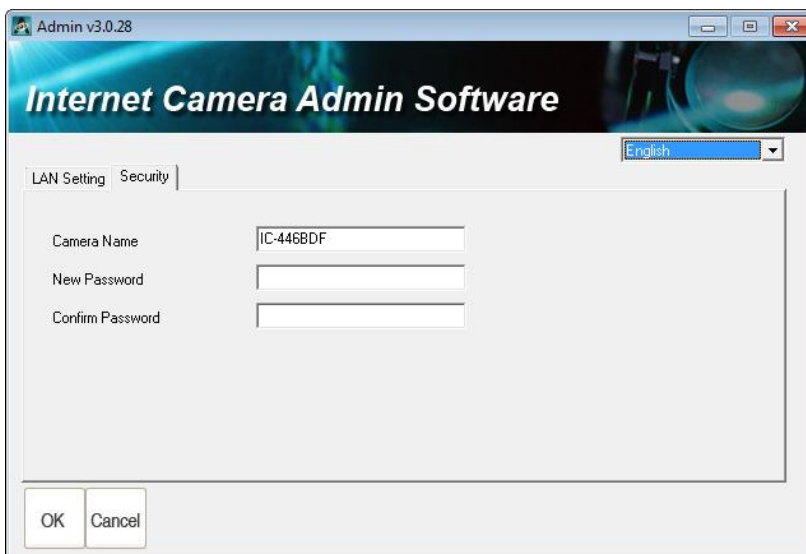 Admin v3.0.28
Internet Camera Admin Software
English
LAN Setting Security
Camera Name IC-446BDF
New Password
Confirm Password
OK Cancel